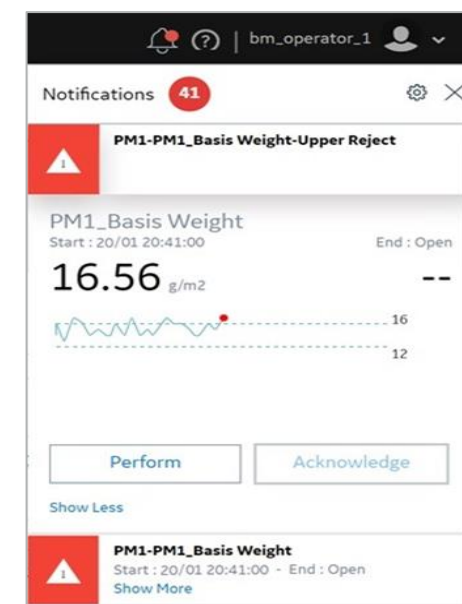 bm_operator_1
Notifications 41
1
PM1-PM1_Basis Weight-Upper Reject
PM1_Basis Weight
Start : 20/01 20:41:00 End : Open
16.56 g/m2 --
16
12
Perform Acknowledge
Show Less
1
PM1-PM1_Basis Weight
Start : 20/01 20:41:00 - End : Open
Show More